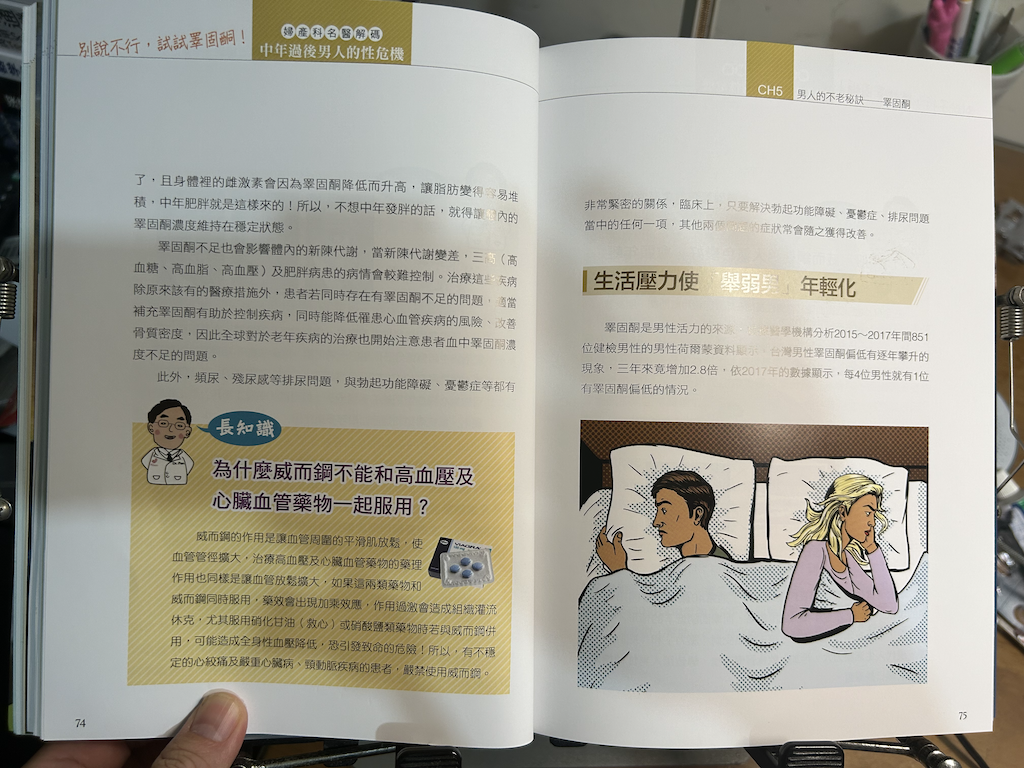 別說不行，試試睪固酮！
婦產科名醫解碼
中年過後男人的性危機
了，且身體裡的雌激素會因為睪固酮降低而升高，讓脂肪變得容易堆
積，中年肥胖就是這樣來的！所以，不想中年發胖的話，就得讓體內的
睪固酮濃度維持在穩定狀態。
睪固酮不足也會影響體內的新陳代謝，當新陳代謝變差，三高（高
血糖、高血脂、高血壓）及肥胖病患的病情會較難控制。治療這些疾病
除原來該有的醫療措施外，患者若同時存在有睪固酮不足的問題，適當
補充睪固酮有助於控制疾病，同時能降低罹患心血管疾病的風險、改善
骨質密度，因此全球對於老年疾病的治療也開始注意患者血中睪固酮濃
度不足的問題。
此外，頻尿、殘尿感等排尿問題，與勃起功能障礙、憂鬱症等都有
長知識
為什麼威而鋼不能和高血壓及
心臟血管藥物一起服用？
威而鋼的作用是讓血管周圍的平滑肌放鬆，使
血管管徑擴大，治療高血壓及心臟血管藥物的藥理
作用也同樣是讓血管放鬆擴大，如果這兩類藥物和
威而鋼同時服用，藥效會出現加乘效應，作用過激會造成組織灌流
休克，尤其服用硝化甘油（救心）或硝酸鹽類藥物時若與威而鋼併
用，可能造成全身性血壓降低，恐引發致命的危險！所以，有不穩
定的心絞痛及嚴重心臟病、頸動脈疾病的患者，嚴禁使用威而鋼。
VIAGRA
74
CH5 男人的不老秘訣——睪固酮
非常緊密的關係，臨床上，只要解決勃起功能障礙、憂鬱症、排尿問題
當中的任何一項，其他兩個的症狀常會隨之獲得改善。
生活壓力使「舉弱男」年輕化
睪固酮是男性活力的來源，醫學機構分析2015～2017年間851
位健檢男性的男性荷爾蒙資料顯示，台灣男性睪固酮偏低有逐年攀升的
現象，三年來竟增加2.8倍，依2017年的數據顯示，每4位男性就有1位
有睪固酮偏低的情況。
75